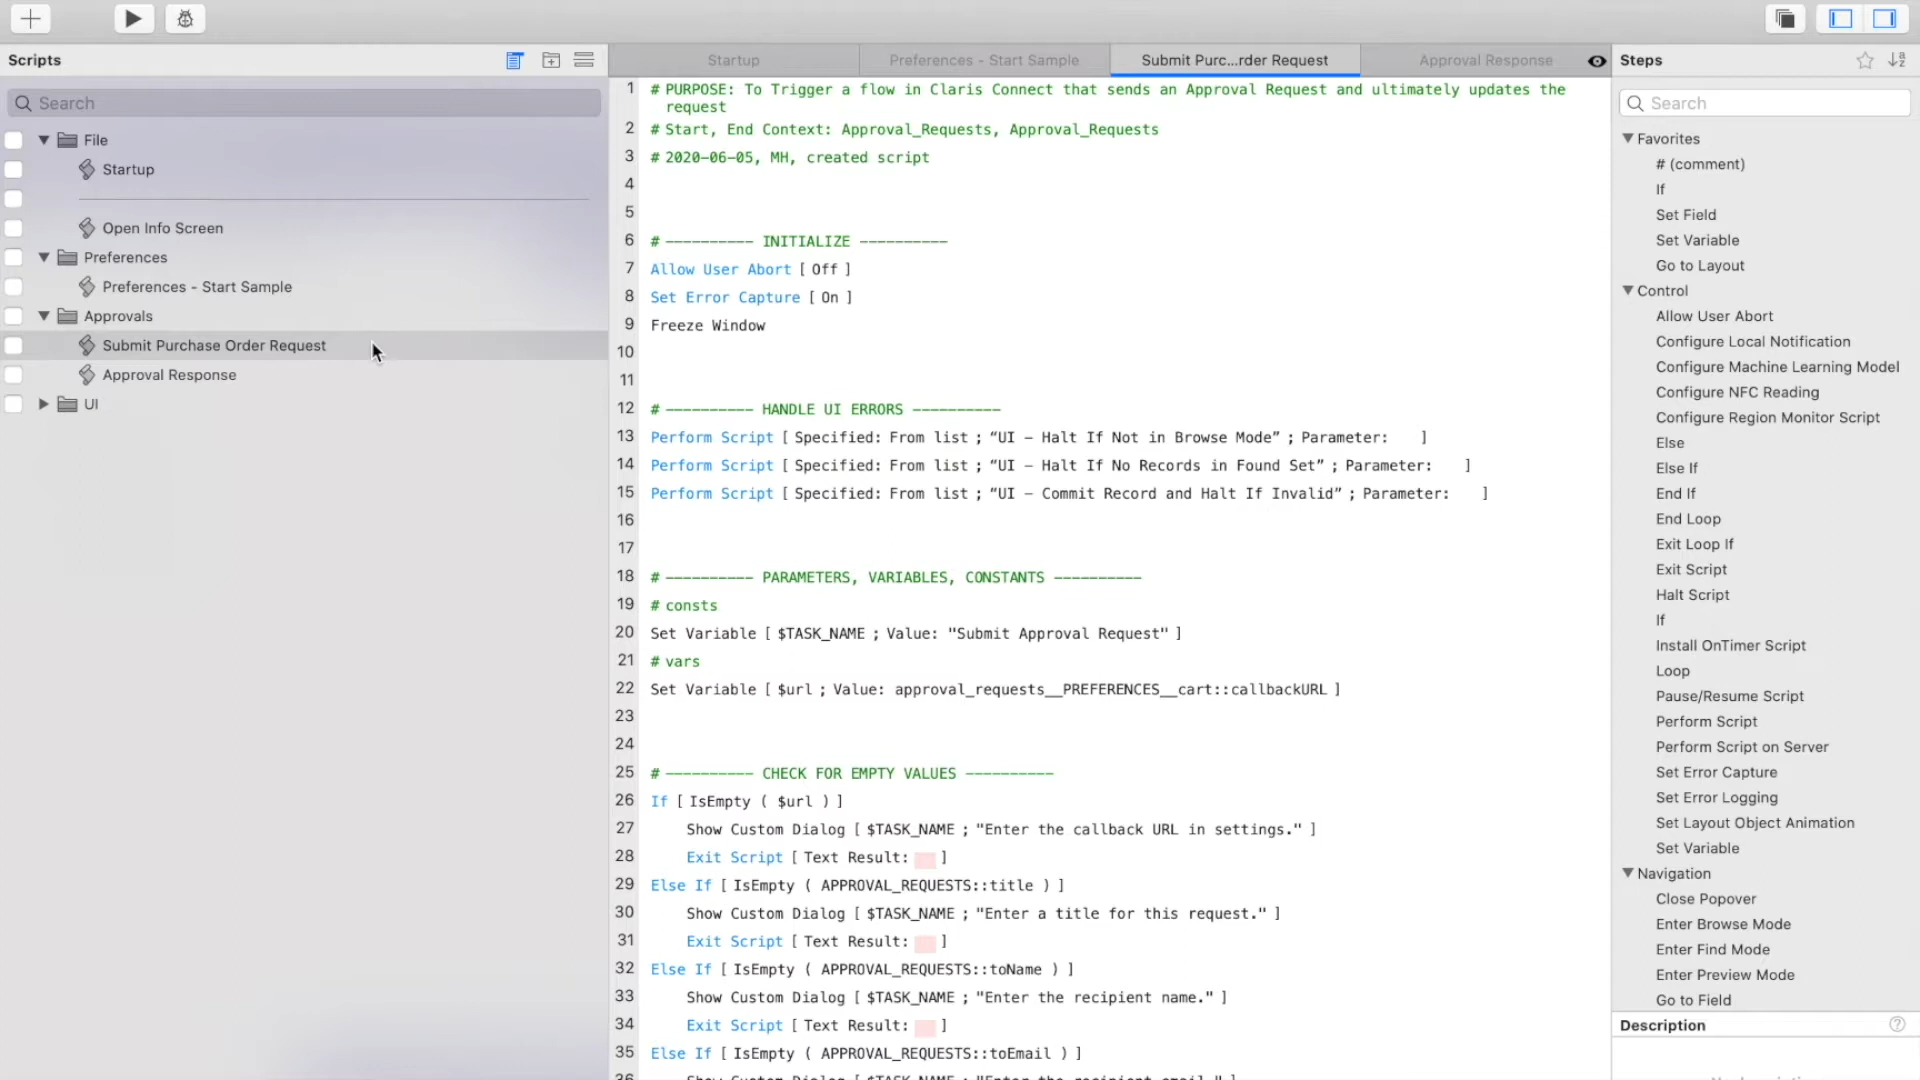 Scripts
Search
File
Startup
Open Info Screen
Preferences
Preferences - Start Sample
Approvals
Submit Purchase Order Request
Approval Response
UI
Startup
Preferences - Start Sample
Submit Purc...rder Request
Approval Response
1 # PURPOSE: To Trigger a flow in Claris Connect that sends an Approval Request and ultimately updates the
request
2 # Start, End Context: Approval_Requests, Approval_Requests
3 # 2020-06-05, MH, created script
4
5
6 # ---------- INITIALIZE ----------
7 Allow User Abort [ Off ]
8 Set Error Capture [ On ]
9 Freeze Window
10
11
12 # ---------- HANDLE UI ERRORS ----------
13 Perform Script [ Specified: From list ; “UI – Halt If Not in Browse Mode” ; Parameter: ]
14 Perform Script [ Specified: From list ; “UI – Halt If No Records in Found Set” ; Parameter: ]
15 Perform Script [ Specified: From list ; “UI – Commit Record and Halt If Invalid” ; Parameter: ]
16
17
18 # ---------- PARAMETERS, VARIABLES, CONSTANTS ----------
19 # consts
20 Set Variable [ $TASK_NAME ; Value: "Submit Approval Request" ]
21 # vars
22 Set Variable [ $url ; Value: approval_requests__PREFERENCES__cart::callbackURL ]
23
24
25 # ---------- CHECK FOR EMPTY VALUES ----------
26 If [ IsEmpty ( $url ) ]
27 Show Custom Dialog [ $TASK_NAME ; "Enter the callback URL in settings." ]
28 Exit Script [ Text Result: ]
29 Else If [ IsEmpty ( APPROVAL_REQUESTS::title ) ]
30 Show Custom Dialog [ $TASK_NAME ; "Enter a title for this request." ]
31 Exit Script [ Text Result: ]
32 Else If [ IsEmpty ( APPROVAL_REQUESTS::toName ) ]
33 Show Custom Dialog [ $TASK_NAME ; "Enter the recipient name." ]
34 Exit Script [ Text Result: ]
35 Else If [ IsEmpty ( APPROVAL_REQUESTS::toEmail ) ]
36 Show Custom Dialog [ $TASK_NAME ; "Enter the recipient email." ]
Steps
Search
Favorites
# (comment)
If
Set Field
Set Variable
Go to Layout
Control
Allow User Abort
Configure Local Notification
Configure Machine Learning Model
Configure NFC Reading
Configure Region Monitor Script
Else
Else If
End If
End Loop
Exit Loop If
Exit Script
Halt Script
If
Install OnTimer Script
Loop
Pause/Resume Script
Perform Script
Perform Script on Server
Set Error Capture
Set Error Logging
Set Layout Object Animation
Set Variable
Navigation
Close Popover
Enter Browse Mode
Enter Find Mode
Enter Preview Mode
Go to Field
Description